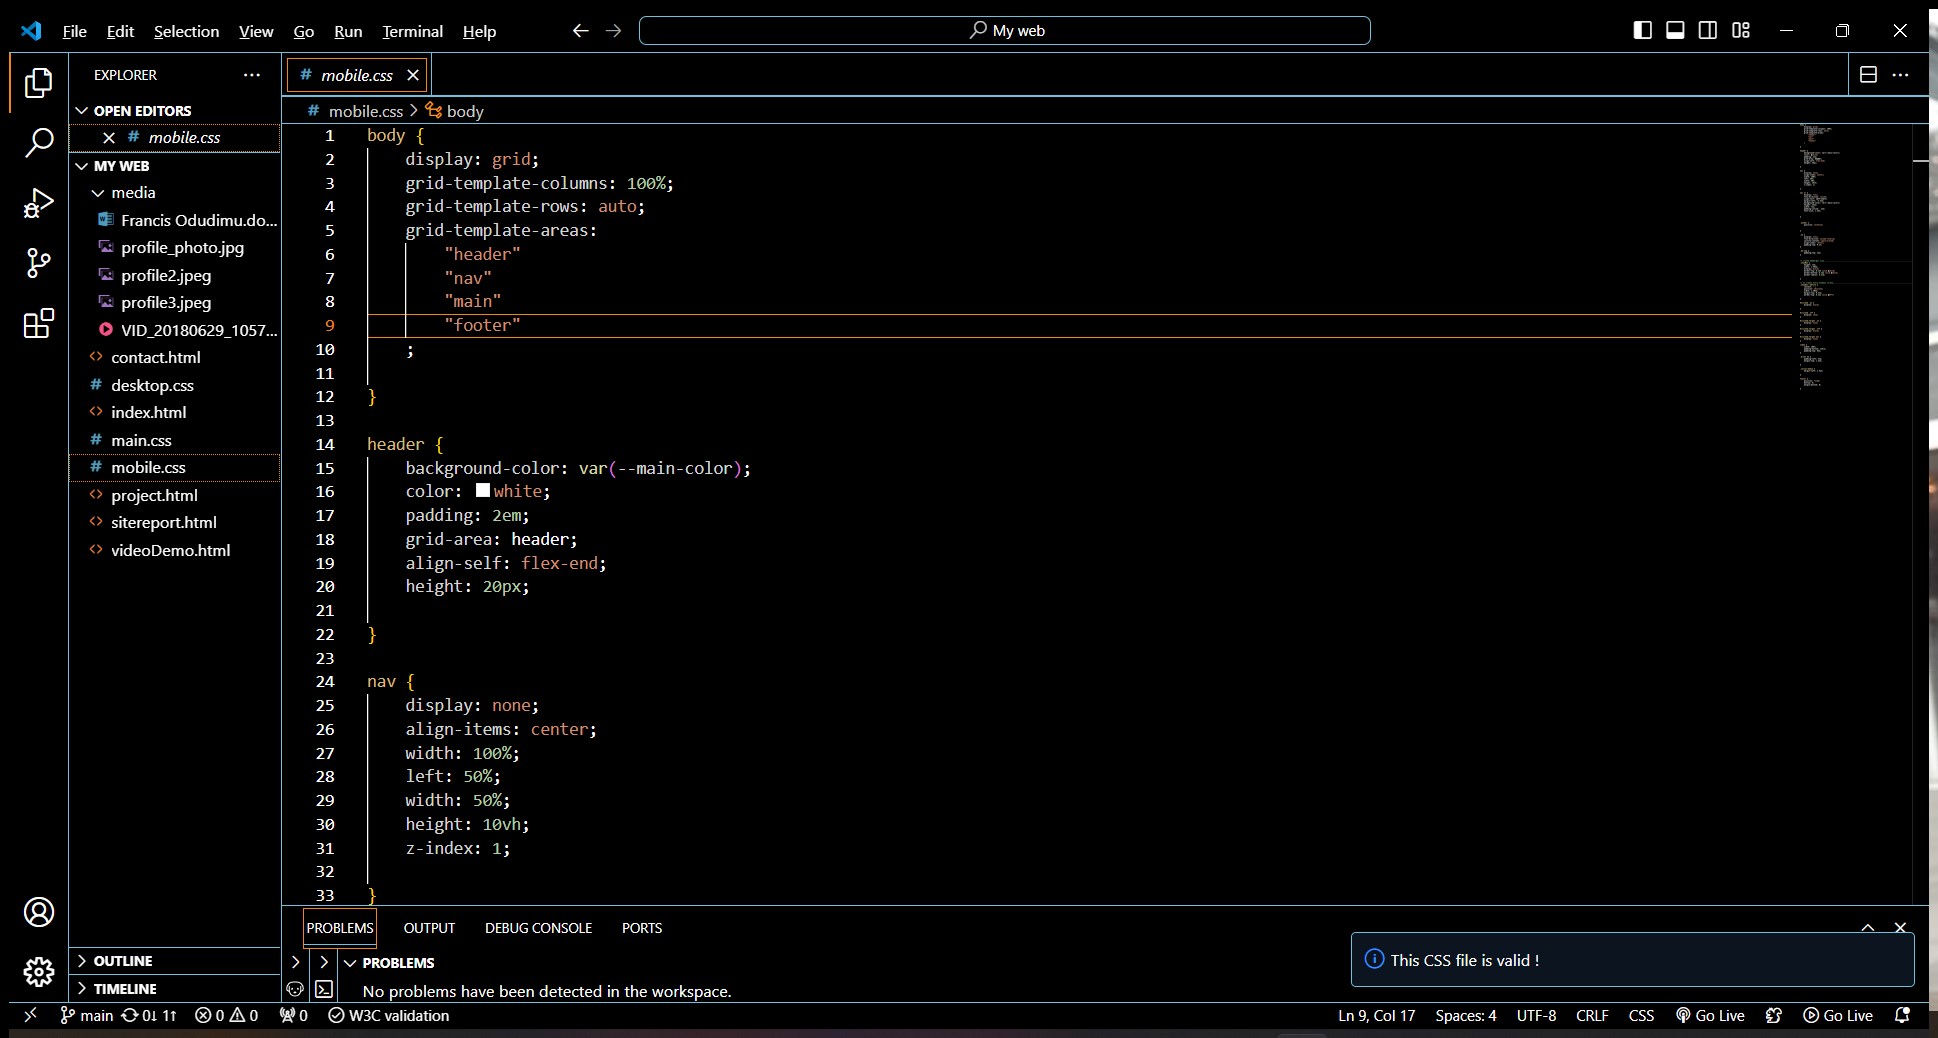 File Edit Selection View Go Run Terminal Help
My web
EXPLORER
OPEN EDITORS
# mobile.css
MY WEB
media
Francis Odudimu.do...
profile_photo.jpg
profile2.jpeg
profile3.jpeg
VID_20180629_1057...
<> contact.html
# desktop.css
<> index.html
# main.css
# mobile.css
<> project.html
<> sitereport.html
<> videoDemo.html
OUTLINE
TIMELINE
# mobile.css
# mobile.css > body
1 body {
2 display: grid;
3 grid-template-columns: 100%;
4 grid-template-rows: auto;
5 grid-template-areas:
6 "header"
7 "nav"
8 "main"
9 "footer"
10 ;
11
12 }
13
14 header {
15 background-color: var(--main-color);
16 color: white;
17 padding: 2em;
18 grid-area: header;
19 align-self: flex-end;
20 height: 20px;
21
22 }
23
24 nav {
25 display: none;
26 align-items: center;
27 width: 100%;
28 left: 50%;
29 width: 50%;
30 height: 10vh;
31 z-index: 1;
32
33 }
PROBLEMS OUTPUT DEBUG CONSOLE PORTS
PROBLEMS
No problems have been detected in the workspace.
This CSS file is valid !
main 0↓ 1↑ 0 0 0 W3C validation
Ln 9, Col 17 Spaces: 4 UTF-8 CRLF CSS Go Live Go Live